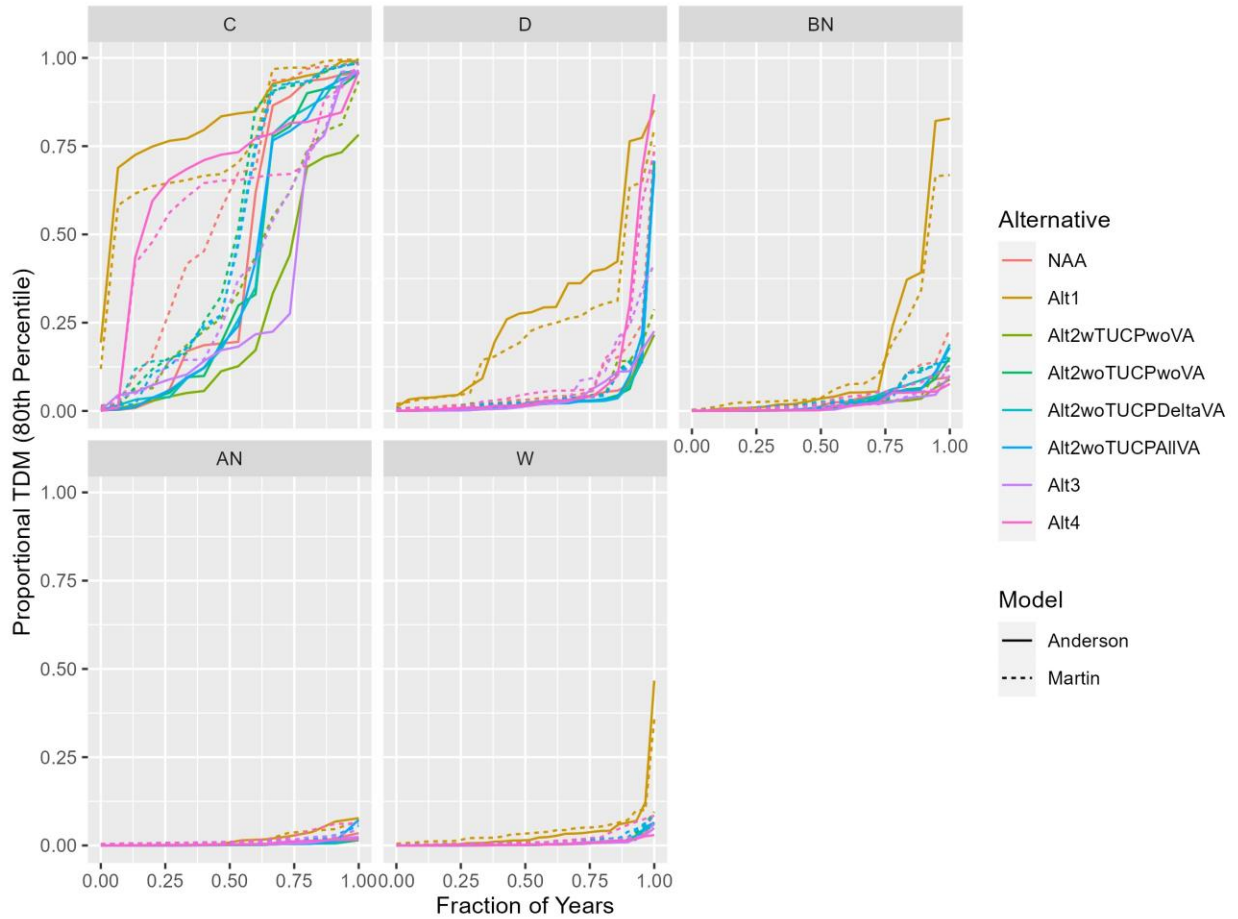 C
D
BN
1.00
0.75
0.50
0.25
0.00
0.00 0.25 0.50 0.75 1.00
AN
W
1.00
0.75
0.50
0.25
0.00
0.00 0.25 0.50 0.75 1.00
0.00 0.25 0.50 0.75 1.00
Proportional TDM (80th Percentile)
Fraction of Years
Alternative
NAA
Alt1
Alt2wTUCPwoVA
Alt2woTUCPwoVA
Alt2woTUCPDeltaVA
Alt2woTUCPAllVA
Alt3
Alt4
Model
Anderson
Martin